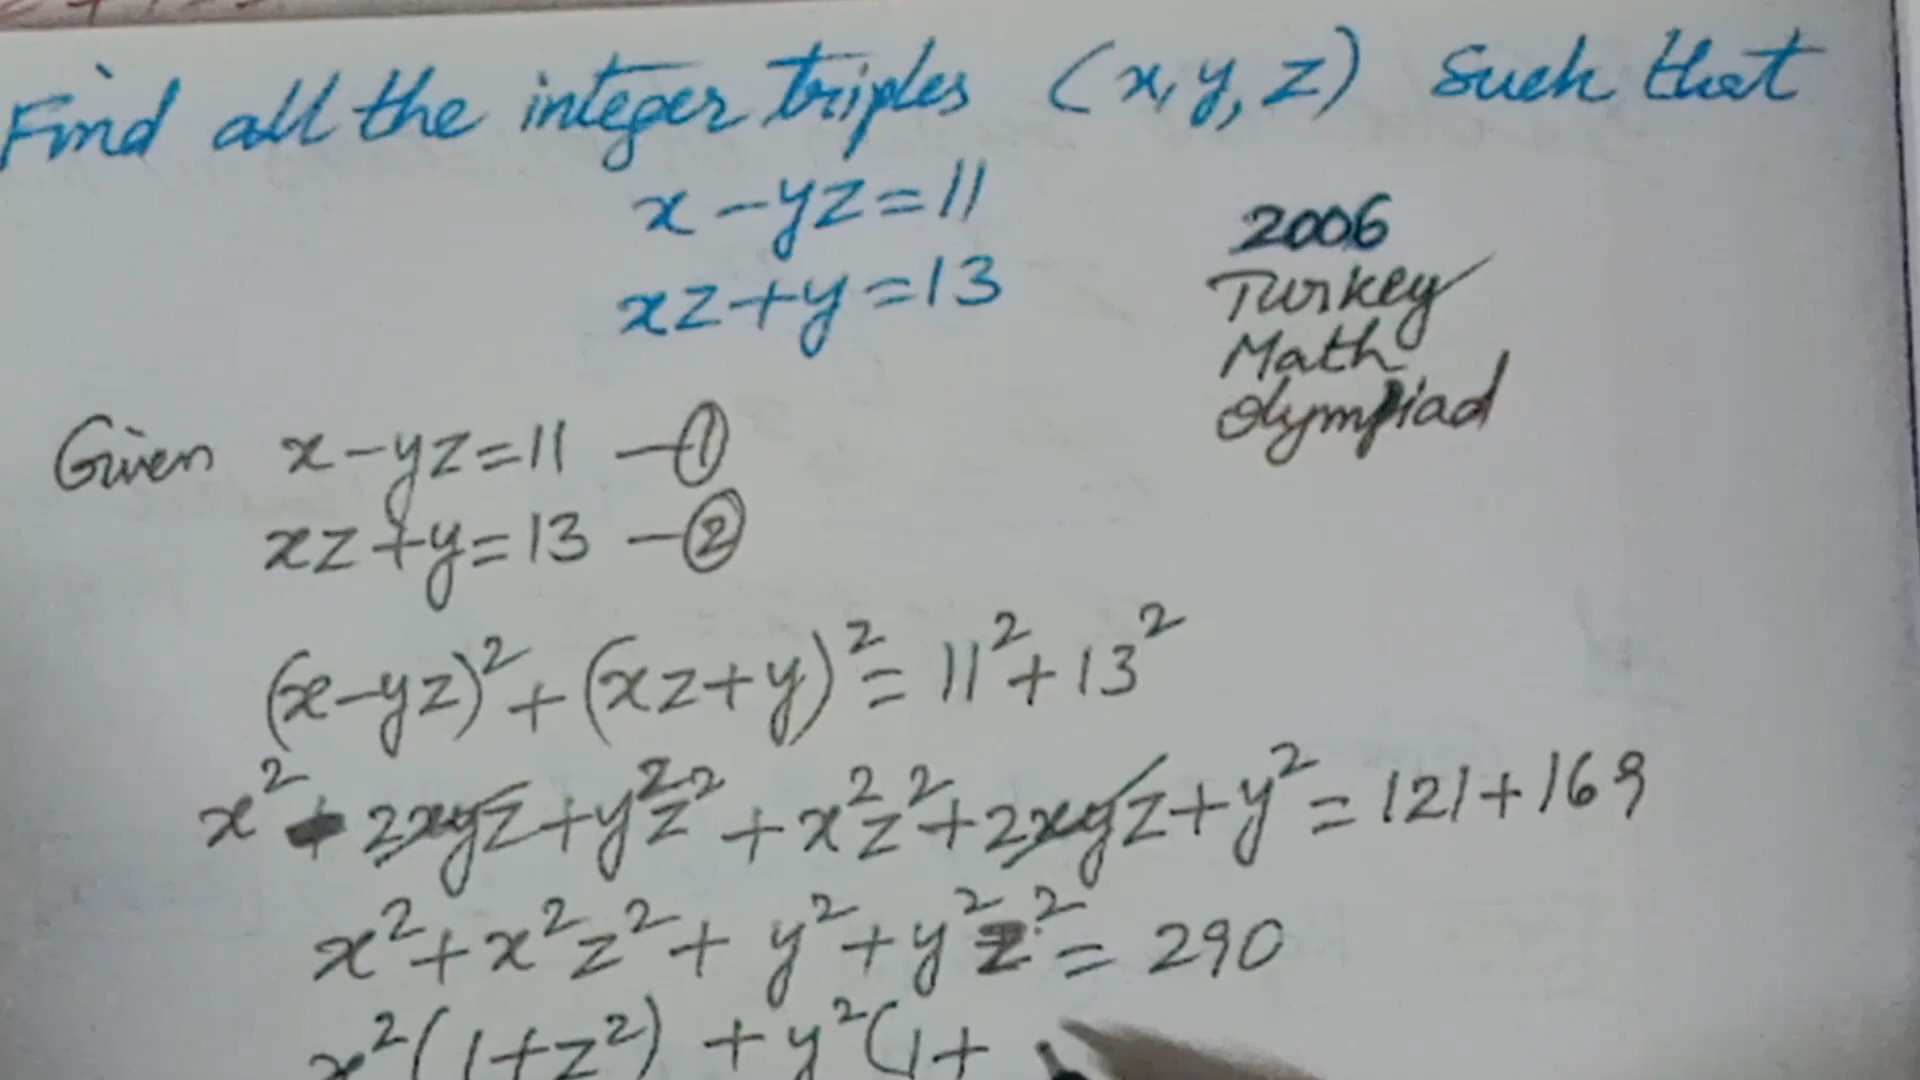 Find all the integer triples (x, y, z) such that
x - yz = 11
xz + y = 13
2006
Turkey
Math
Olympiad
Given x - yz = 11 —①
xz + y = 13 —②
(x - yz)² + (xz + y)² = 11² + 13²
x² - 2xyz + y²z² + x²z² + 2xyz + y² = 121 + 169
x² + x²z² + y² + y²z² = 290
x²(1+z²) + y²(1+